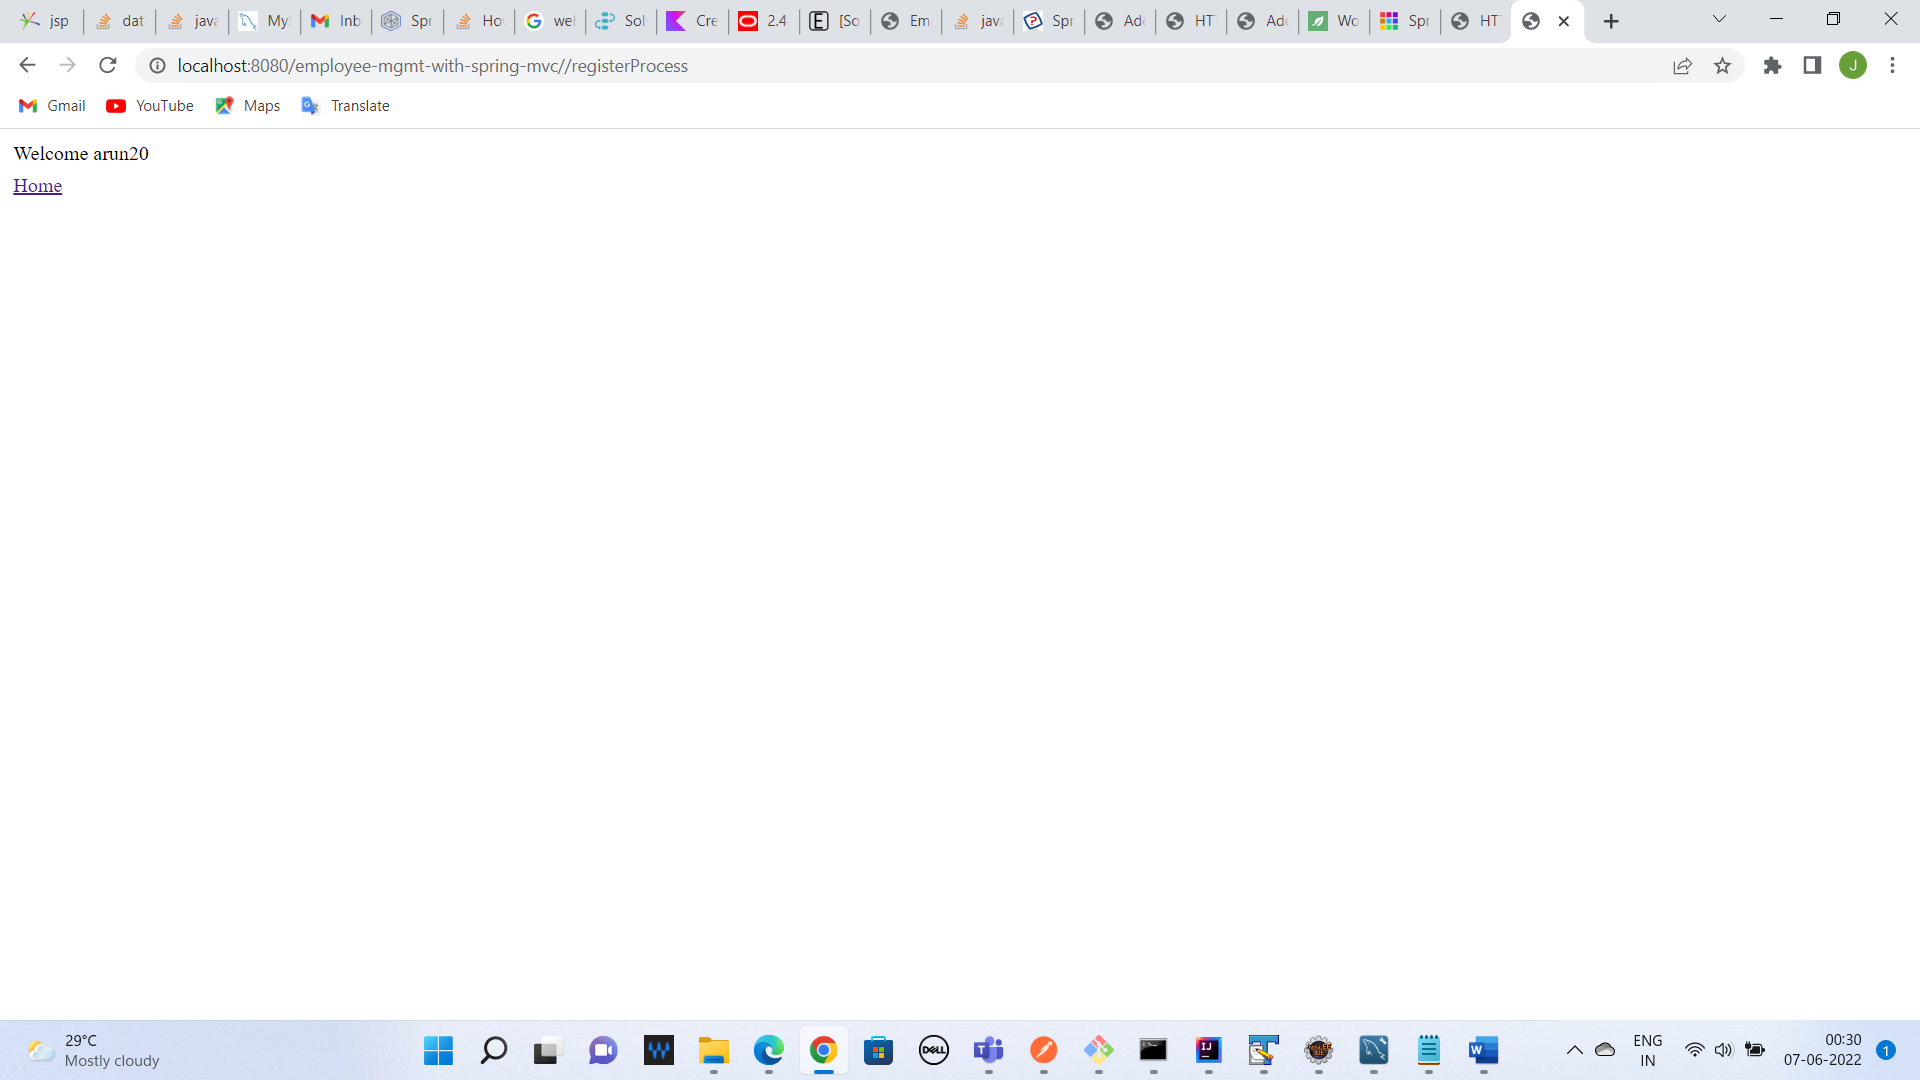 jsp
dat
java
My
Inb
Spr
Ho
wel
Sol
Cre
2.4
[So
Em
java
Spr
Ad
HT
Ad
Wo
Spr
HT
localhost:8080/employee-mgmt-with-spring-mvc//registerProcess
J
Gmail
YouTube
Maps
Translate
Welcome arun20
Home
29°C
Mostly cloudy
DELL
ENG
IN
00:30
07-06-2022
1